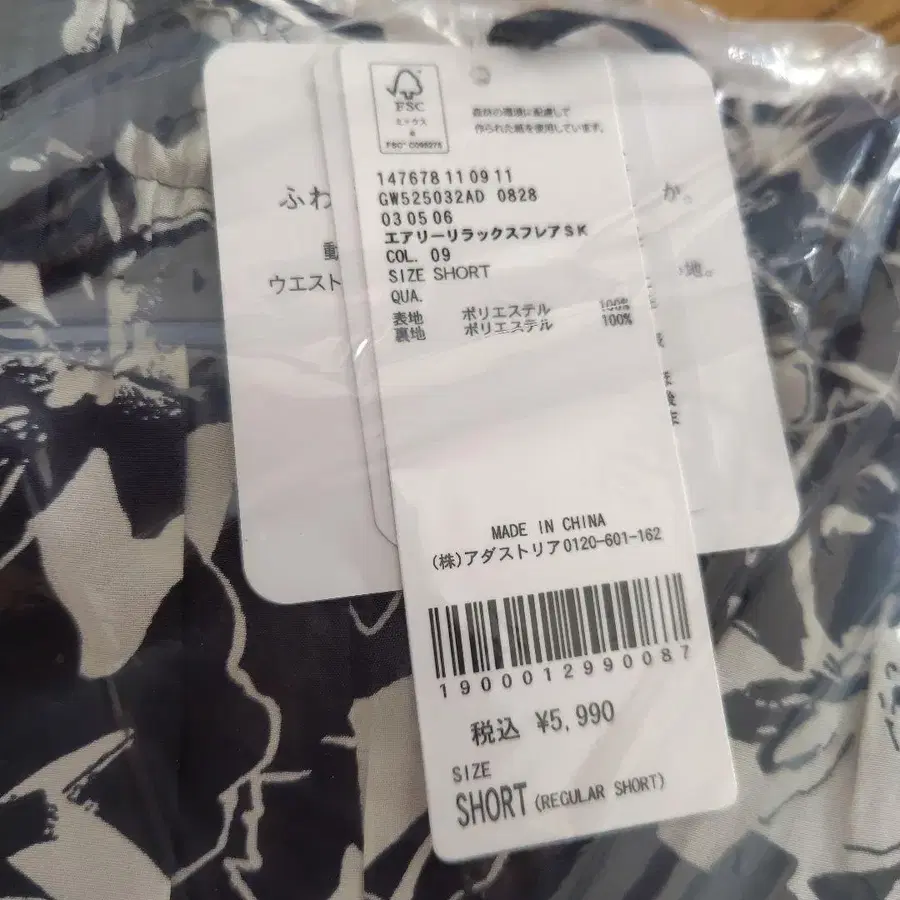 FSC
ミックス
FSC® C095275
森林の環境に配慮して
作られた紙を使用しています。
147678 11 09 11
GW525032AD 0828
03 05 06
エアリーリラックスフレアSK
COL. 09
SIZE SHORT
QUA.
表地 ポリエステル 100%
裏地 ポリエステル 100%
MADE IN CHINA
(株)アダストリア0120-601-162
1900012990087
税込 ¥5,990
SIZE
SHORT (REGULAR SHORT)
ふわ
か。
動
ウエスト
地。